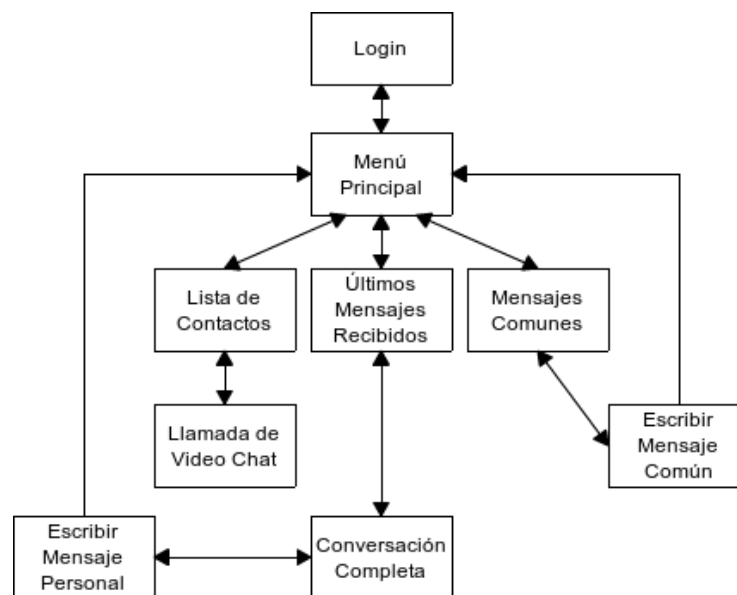 Login
Menú
Principal
Lista de
Contactos
Últimos
Mensajes
Recibidos
Mensajes
Comunes
Llamada de
Video Chat
Escribir
Mensaje
Común
Escribir
Mensaje
Personal
Conversación
Completa